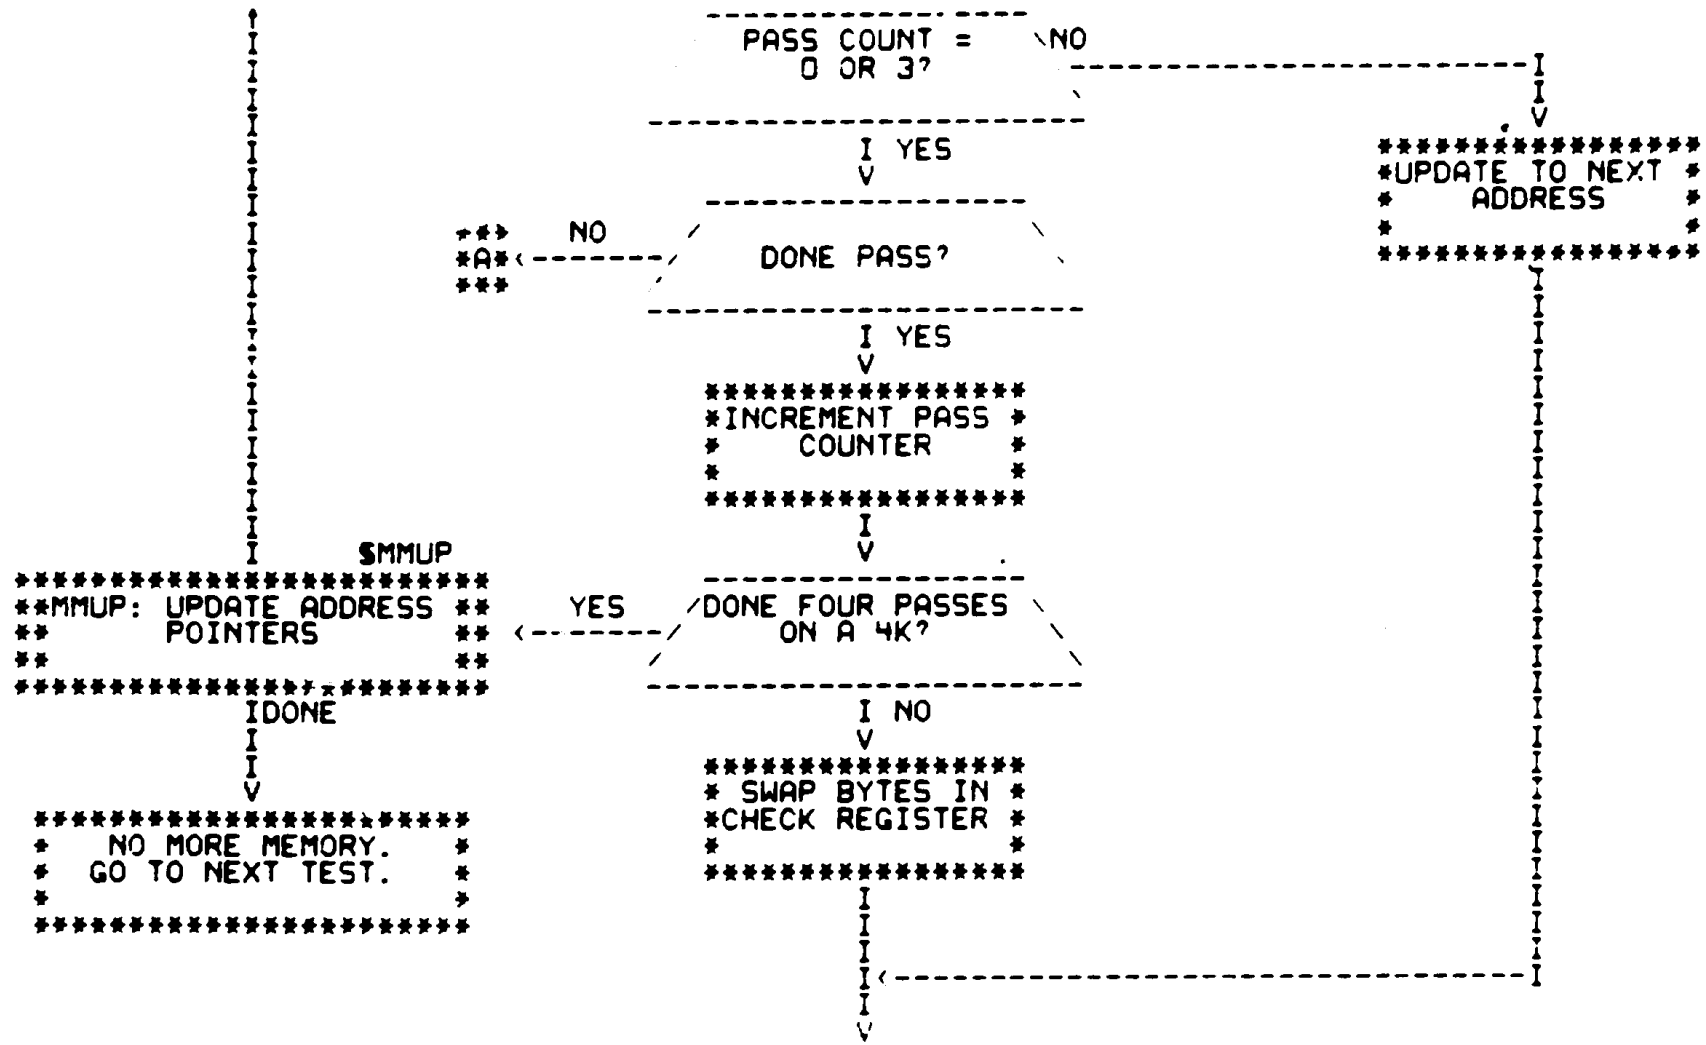 PASS COUNT =
0 OR 3?
NO
YES
UPDATE TO NEXT
ADDRESS
NO
*A*
DONE PASS?
YES
INCREMENT PASS
COUNTER
$MMUP
MMUP: UPDATE ADDRESS
POINTERS
YES
DONE FOUR PASSES
ON A 4K?
DONE
NO
SWAP BYTES IN
CHECK REGISTER
NO MORE MEMORY.
GO TO NEXT TEST.